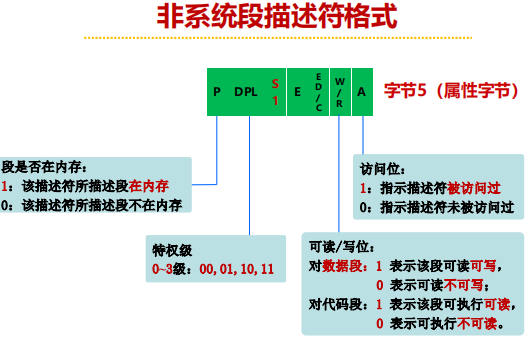 非系统段描述符格式
P DPL S 1 E ED/C W/R A 字节5（属性字节）
段是否在内存：
1：该描述符所描述段在内存
0：该描述符所描述段不在内存
特权级
0~3级：00,01,10,11
访问位：
1：指示描述符被访问过
0：指示描述符未被访问过
可读/写位：
对数据段：1 表示该段可读可写，
0 表示可读不可写；
对代码段：1 表示该段可执行可读，
0 表示可执行不可读。